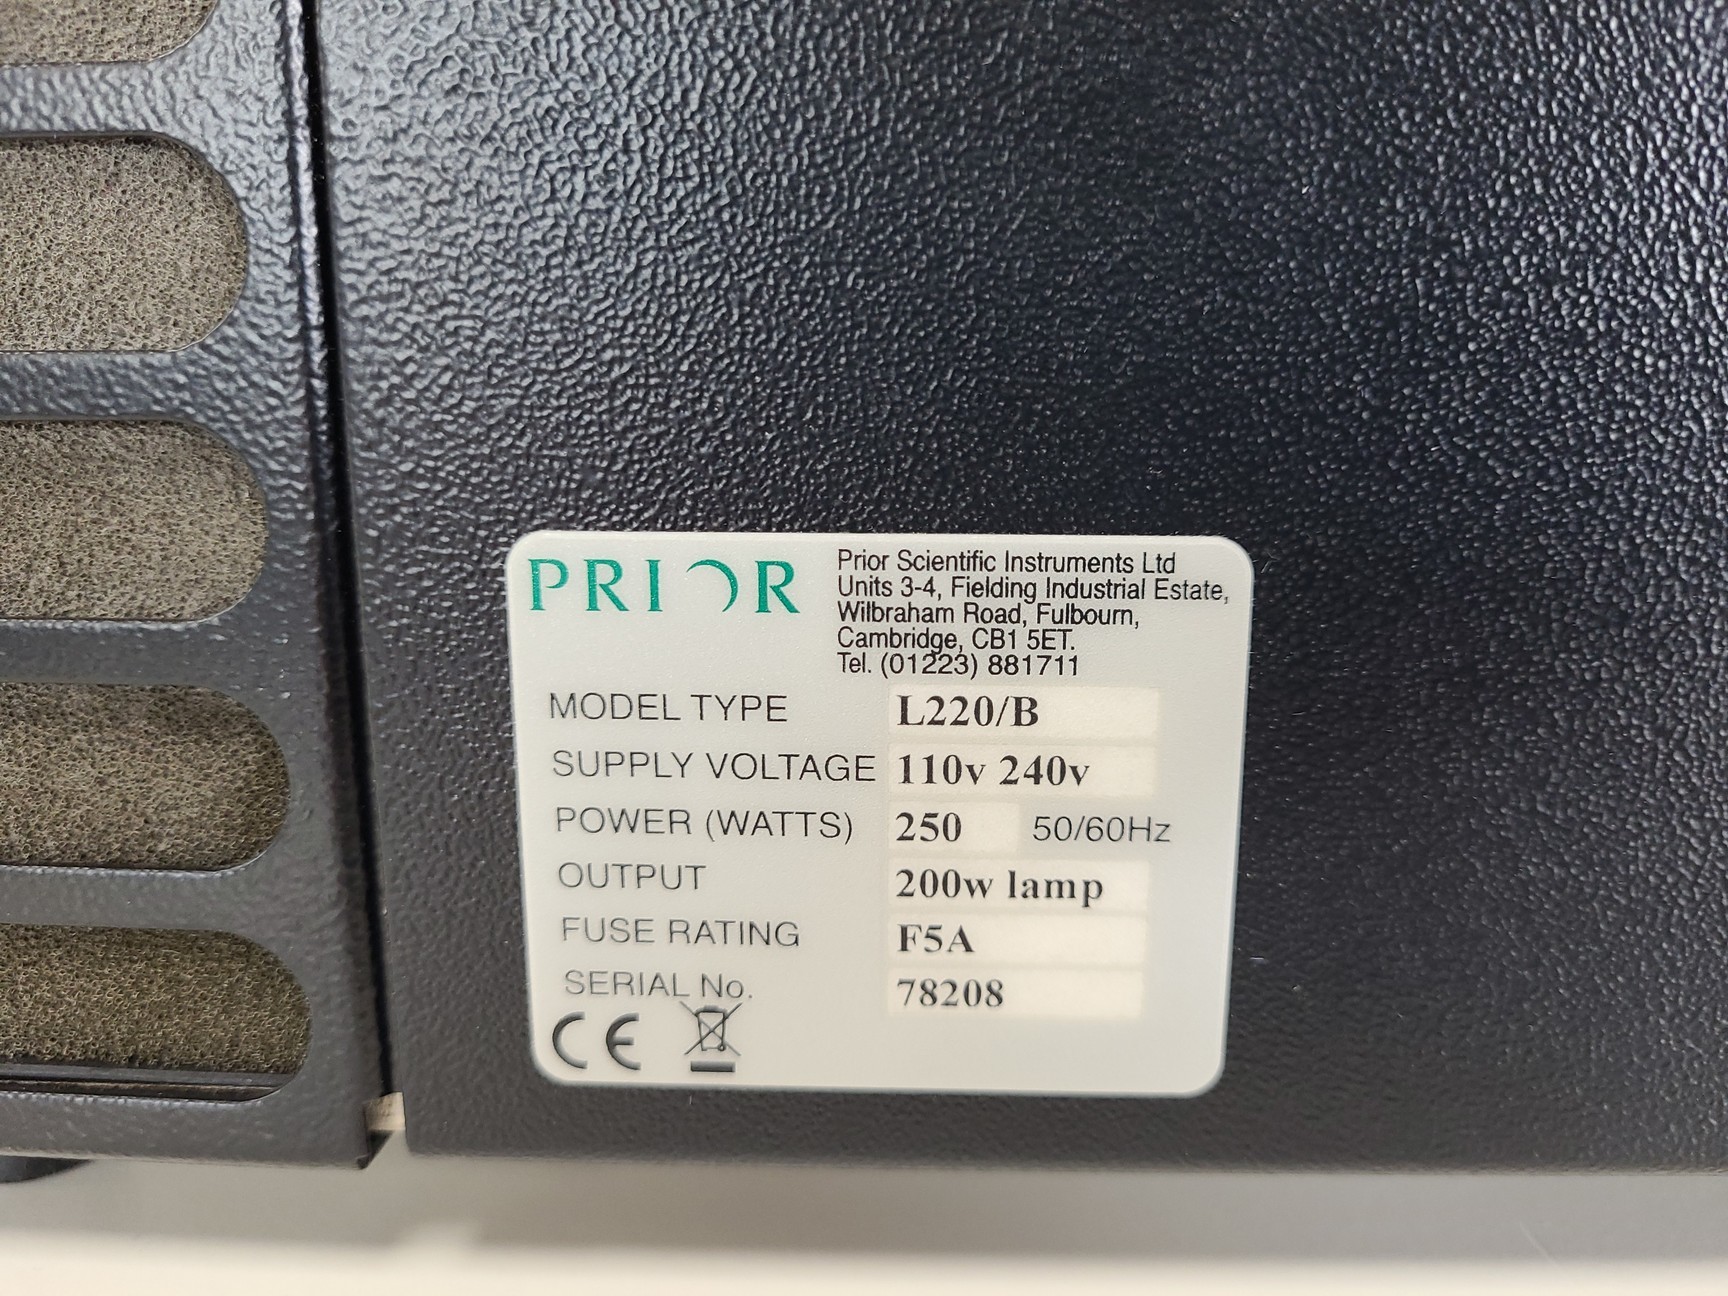 PRIOR
Prior Scientific Instruments Ltd
Units 3-4, Fielding Industrial Estate,
Wilbraham Road, Fulbourn,
Cambridge, CB1 5ET.
Tel. (01223) 881711
MODEL TYPE L220/B
SUPPLY VOLTAGE 110v 240v
POWER (WATTS) 250 50/60Hz
OUTPUT 200w lamp
FUSE RATING F5A
SERIAL No. 78208
CE